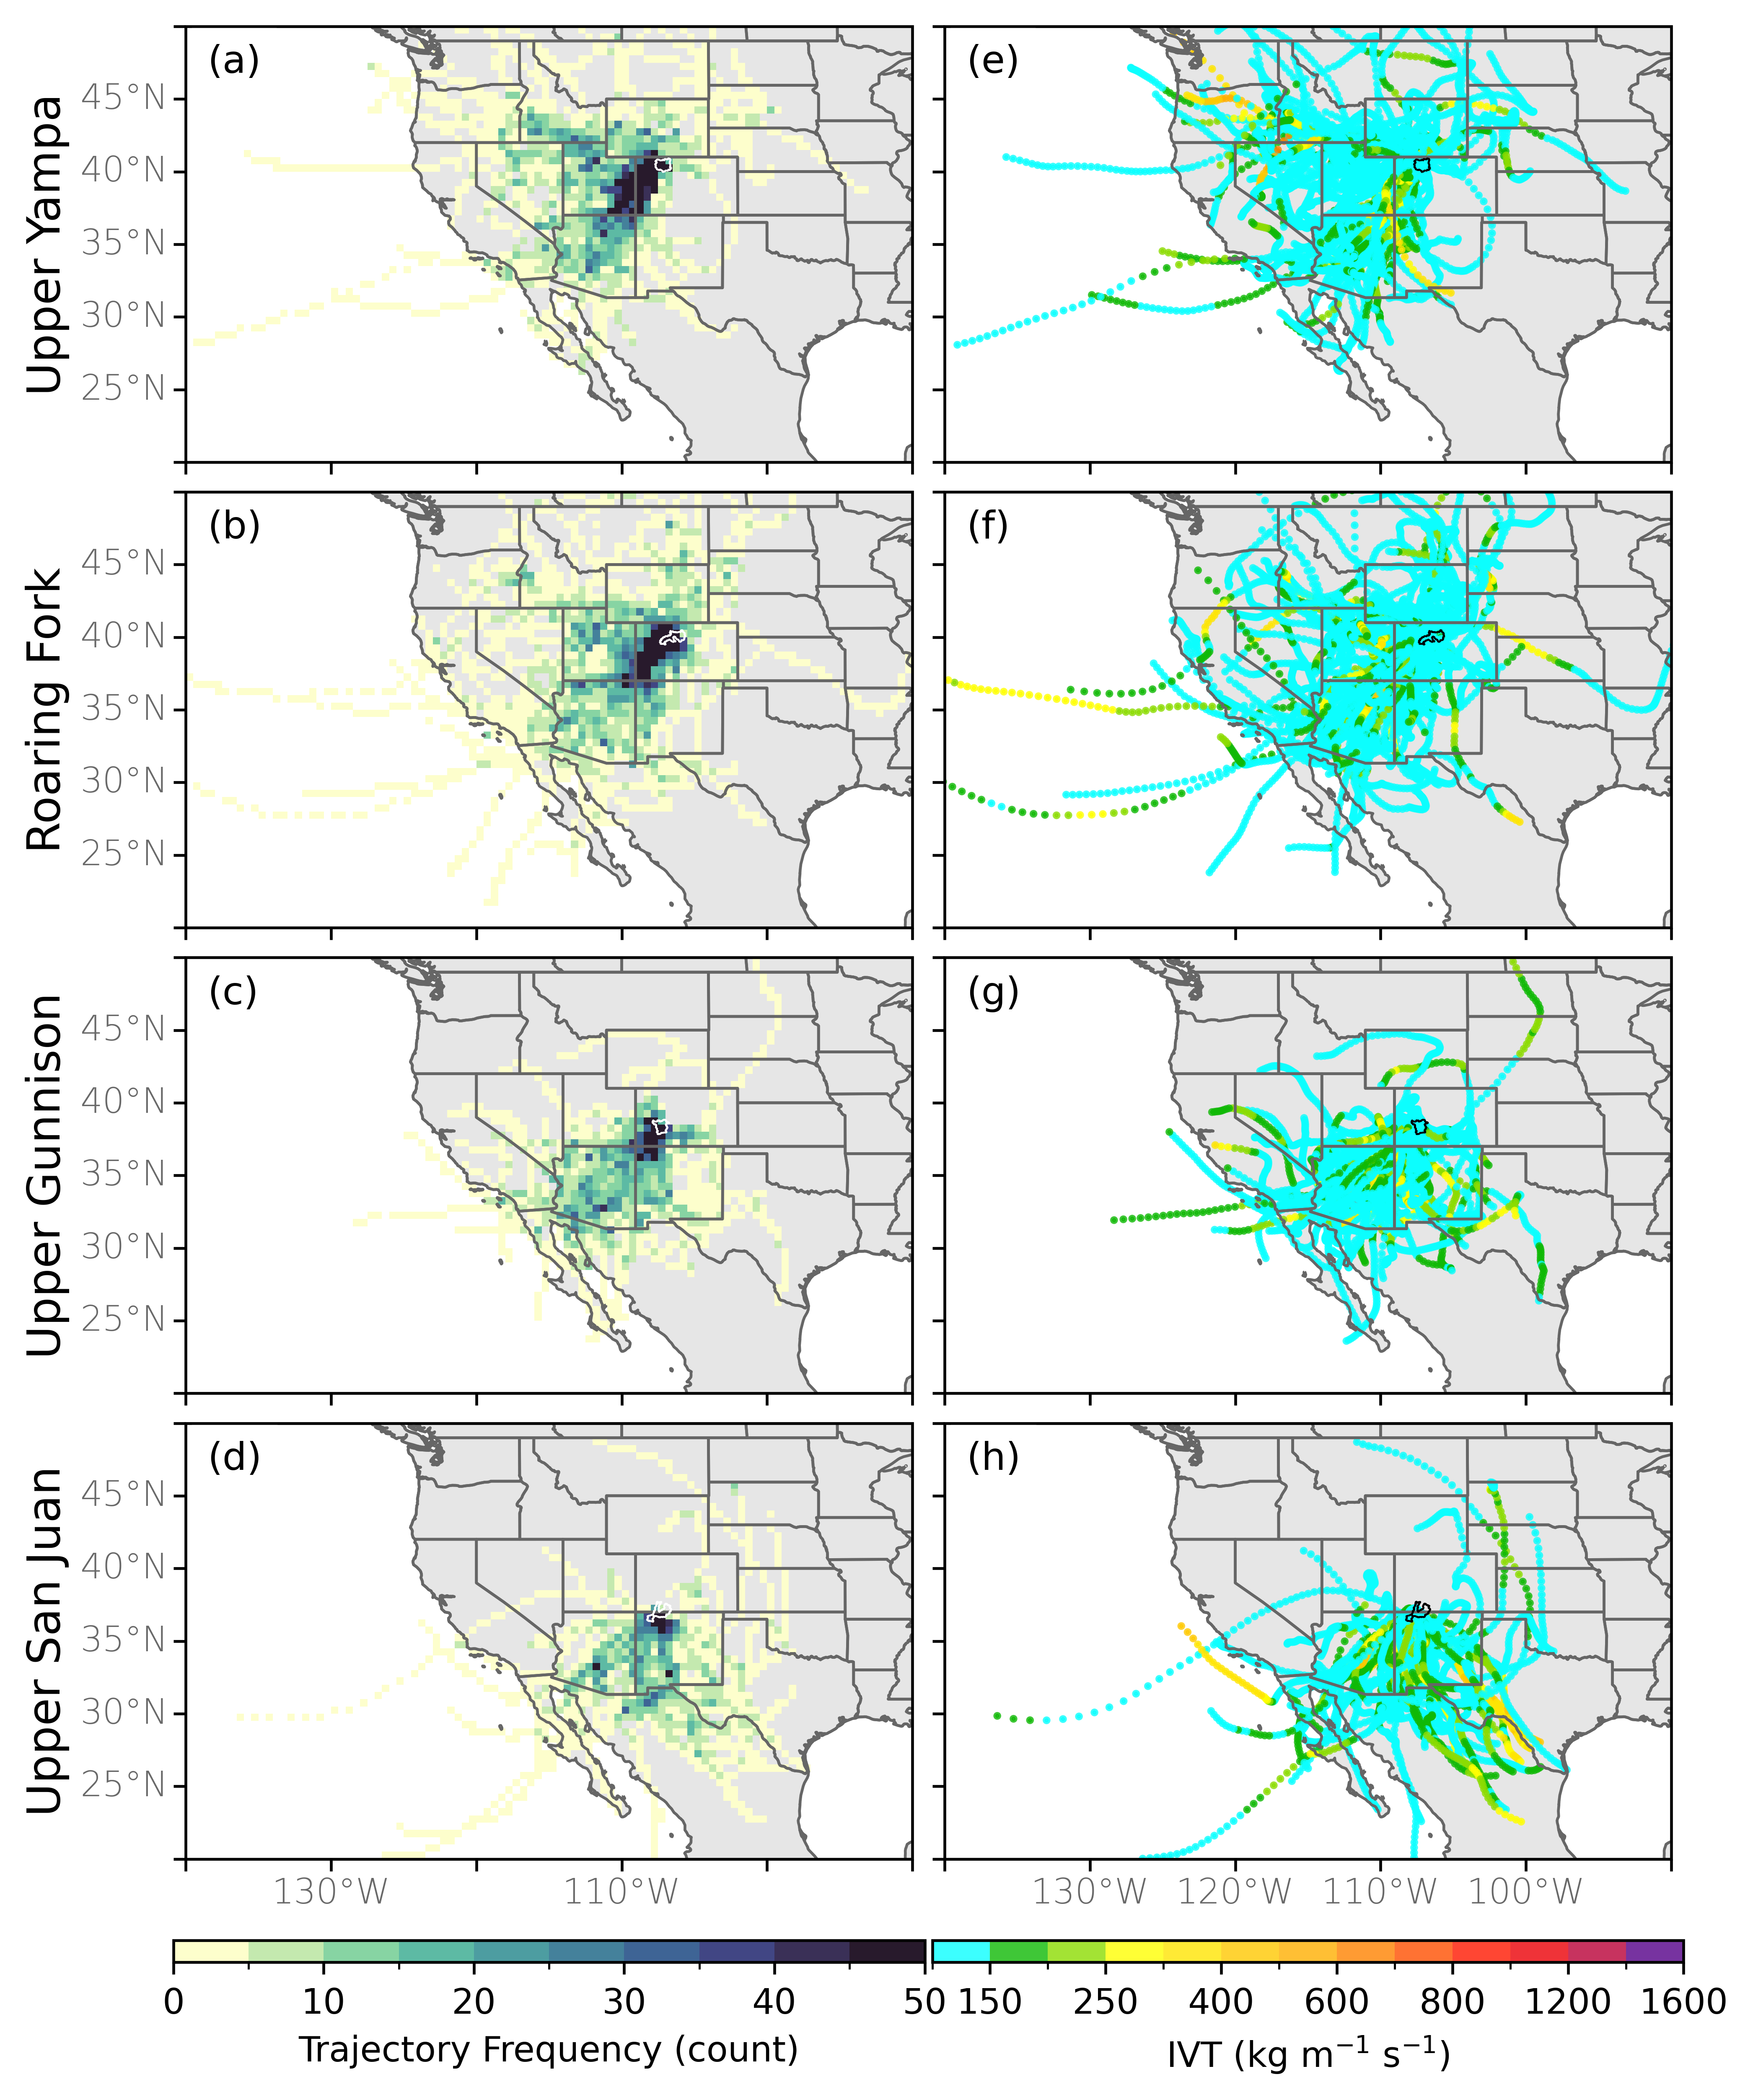 (a)
(e)
Upper Yampa
45°N
40°N
35°N
30°N
25°N
(b)
(f)
Roaring Fork
45°N
40°N
35°N
30°N
25°N
(c)
(g)
Upper Gunnison
45°N
40°N
35°N
30°N
25°N
(d)
(h)
Upper San Juan
45°N
40°N
35°N
30°N
25°N
130°W 110°W
130°W 120°W 110°W 100°W
0 10 20 30 40 50
Trajectory Frequency (count)
150 250 400 600 800 1200 1600
IVT (kg m⁻¹ s⁻¹)